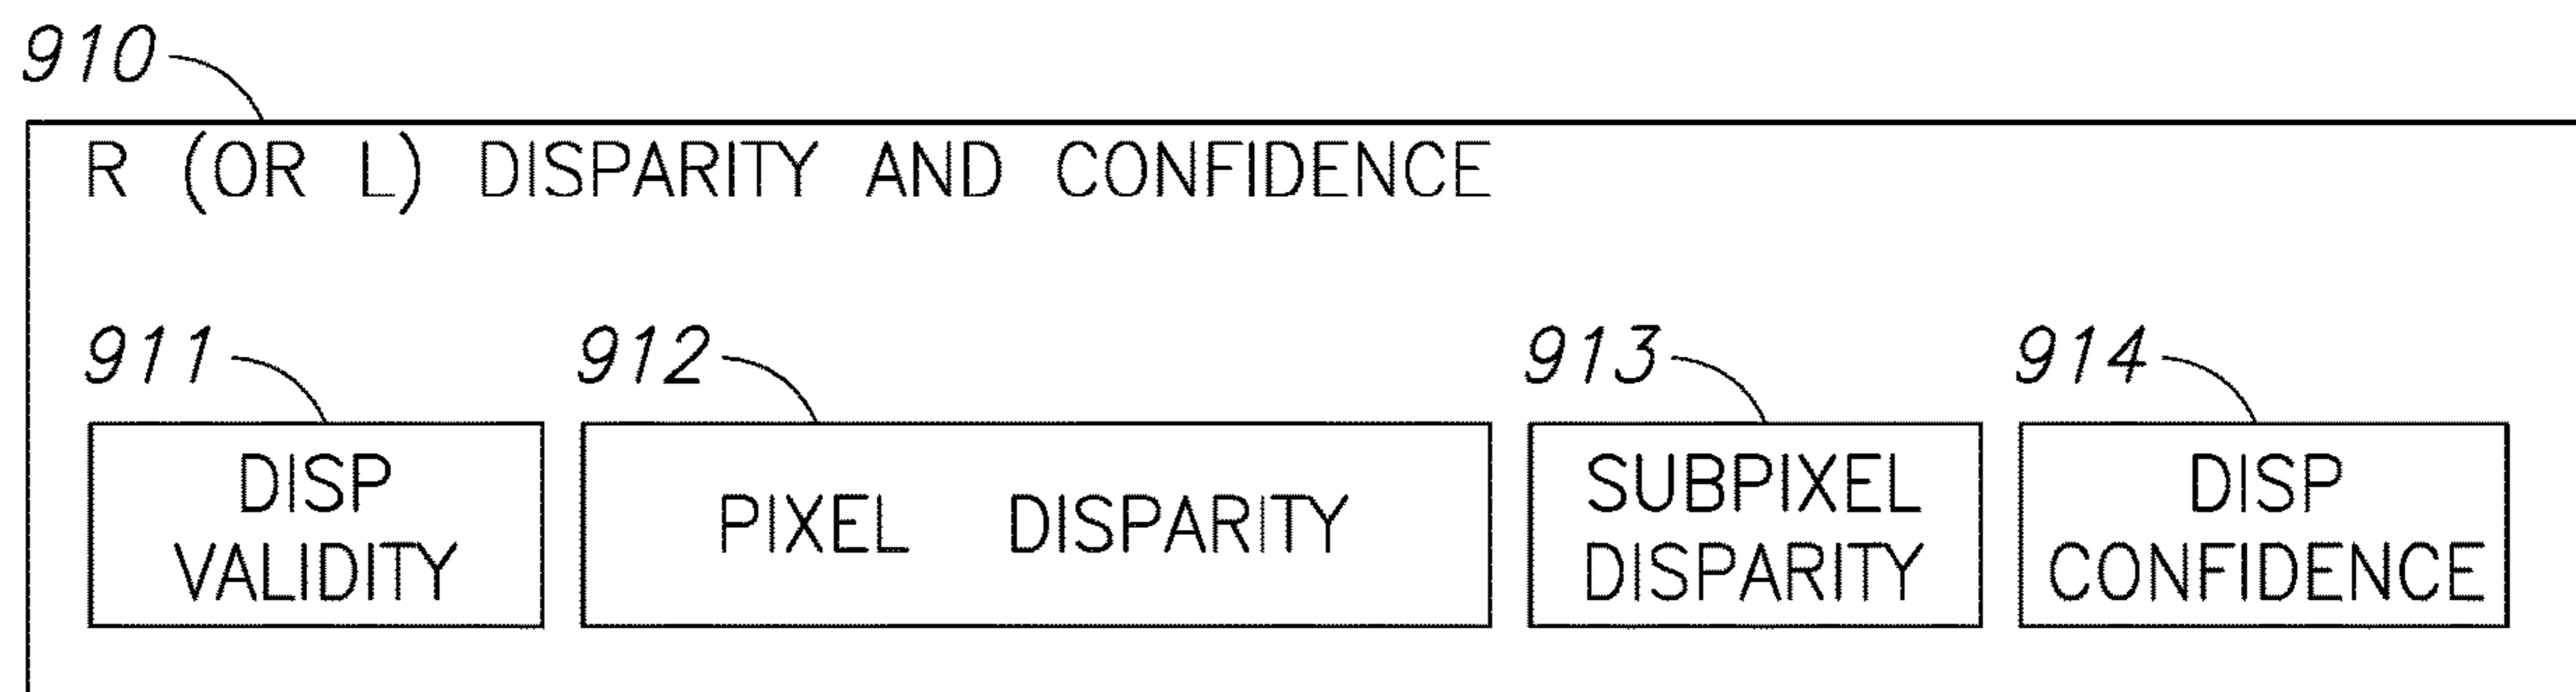 910
R (OR L) DISPARITY AND CONFIDENCE
911
912
913
914
DISP
VALIDITY
PIXEL DISPARITY
SUBPIXEL
DISPARITY
DISP
CONFIDENCE